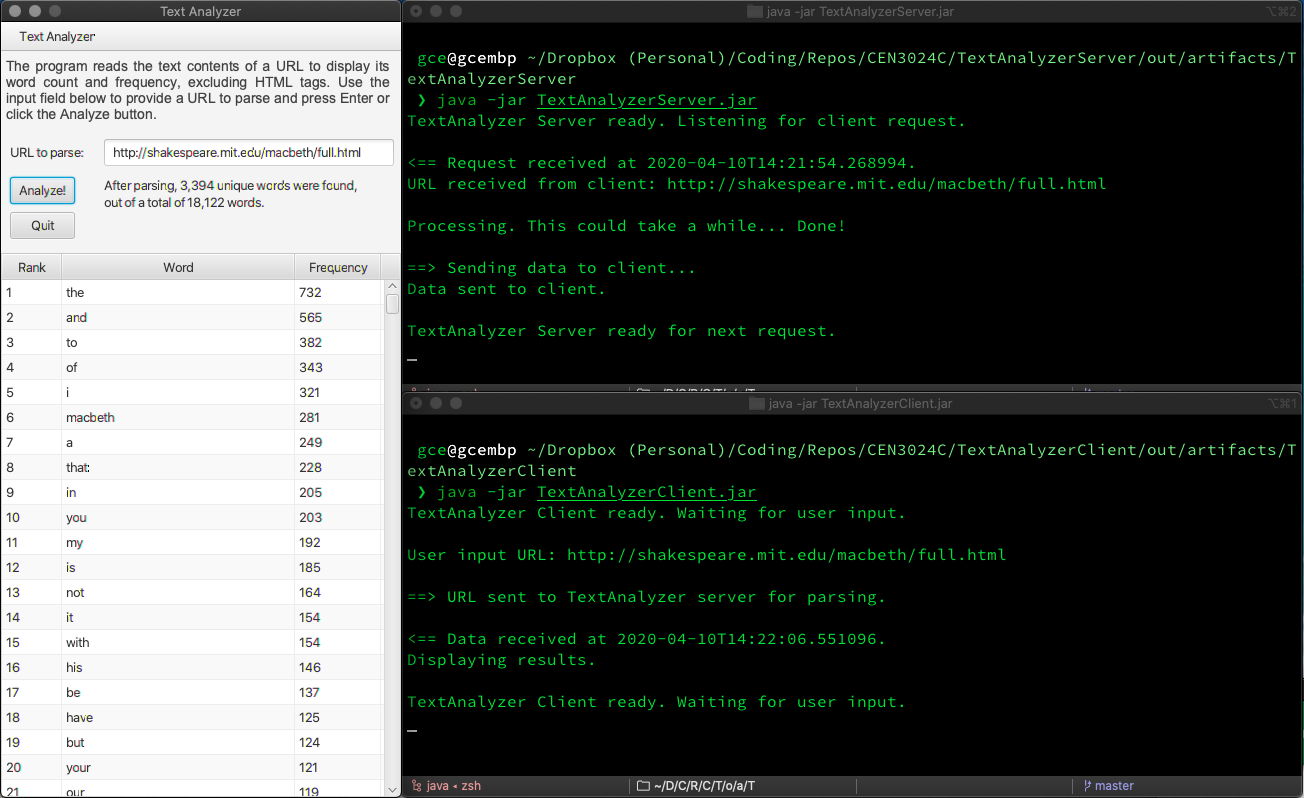 Text Analyzer
Text Analyzer
The program reads the text contents of a URL to display its
word count and frequency, excluding HTML tags. Use the
input field below to provide a URL to parse and press Enter or
click the Analyze button.
URL to parse: http://shakespeare.mit.edu/macbeth/full.html
Analyze! After parsing, 3,394 unique words were found,
out of a total of 18,122 words.
Quit
Rank Word Frequency
1 the 732
2 and 565
3 to 382
4 of 343
5 i 321
6 macbeth 281
7 a 249
8 that: 228
9 in 205
10 you 203
11 my 192
12 is 185
13 not 164
14 it 154
15 with 154
16 his 146
17 be 137
18 have 125
19 but 124
20 your 121
21 our 119
java -jar TextAnalyzerServer.jar ⌥⌘2
gce@gcembp ~/Dropbox (Personal)/Coding/Repos/CEN3024C/TextAnalyzerServer/out/artifacts/T
extAnalyzerServer
❯ java -jar TextAnalyzerServer.jar
TextAnalyzer Server ready. Listening for client request.
<== Request received at 2020-04-10T14:21:54.268994.
URL received from client: http://shakespeare.mit.edu/macbeth/full.html
Processing. This could take a while... Done!
==> Sending data to client...
Data sent to client.
TextAnalyzer Server ready for next request.
~/D/C/R/C/T/o/a/T master
java -jar TextAnalyzerClient.jar ⌥⌘1
gce@gcembp ~/Dropbox (Personal)/Coding/Repos/CEN3024C/TextAnalyzerClient/out/artifacts/T
extAnalyzerClient
❯ java -jar TextAnalyzerClient.jar
TextAnalyzer Client ready. Waiting for user input.
User input URL: http://shakespeare.mit.edu/macbeth/full.html
==> URL sent to TextAnalyzer server for parsing.
<== Data received at 2020-04-10T14:22:06.551096.
Displaying results.
TextAnalyzer Client ready. Waiting for user input.
java ◂ zsh ~/D/C/R/C/T/o/a/T master